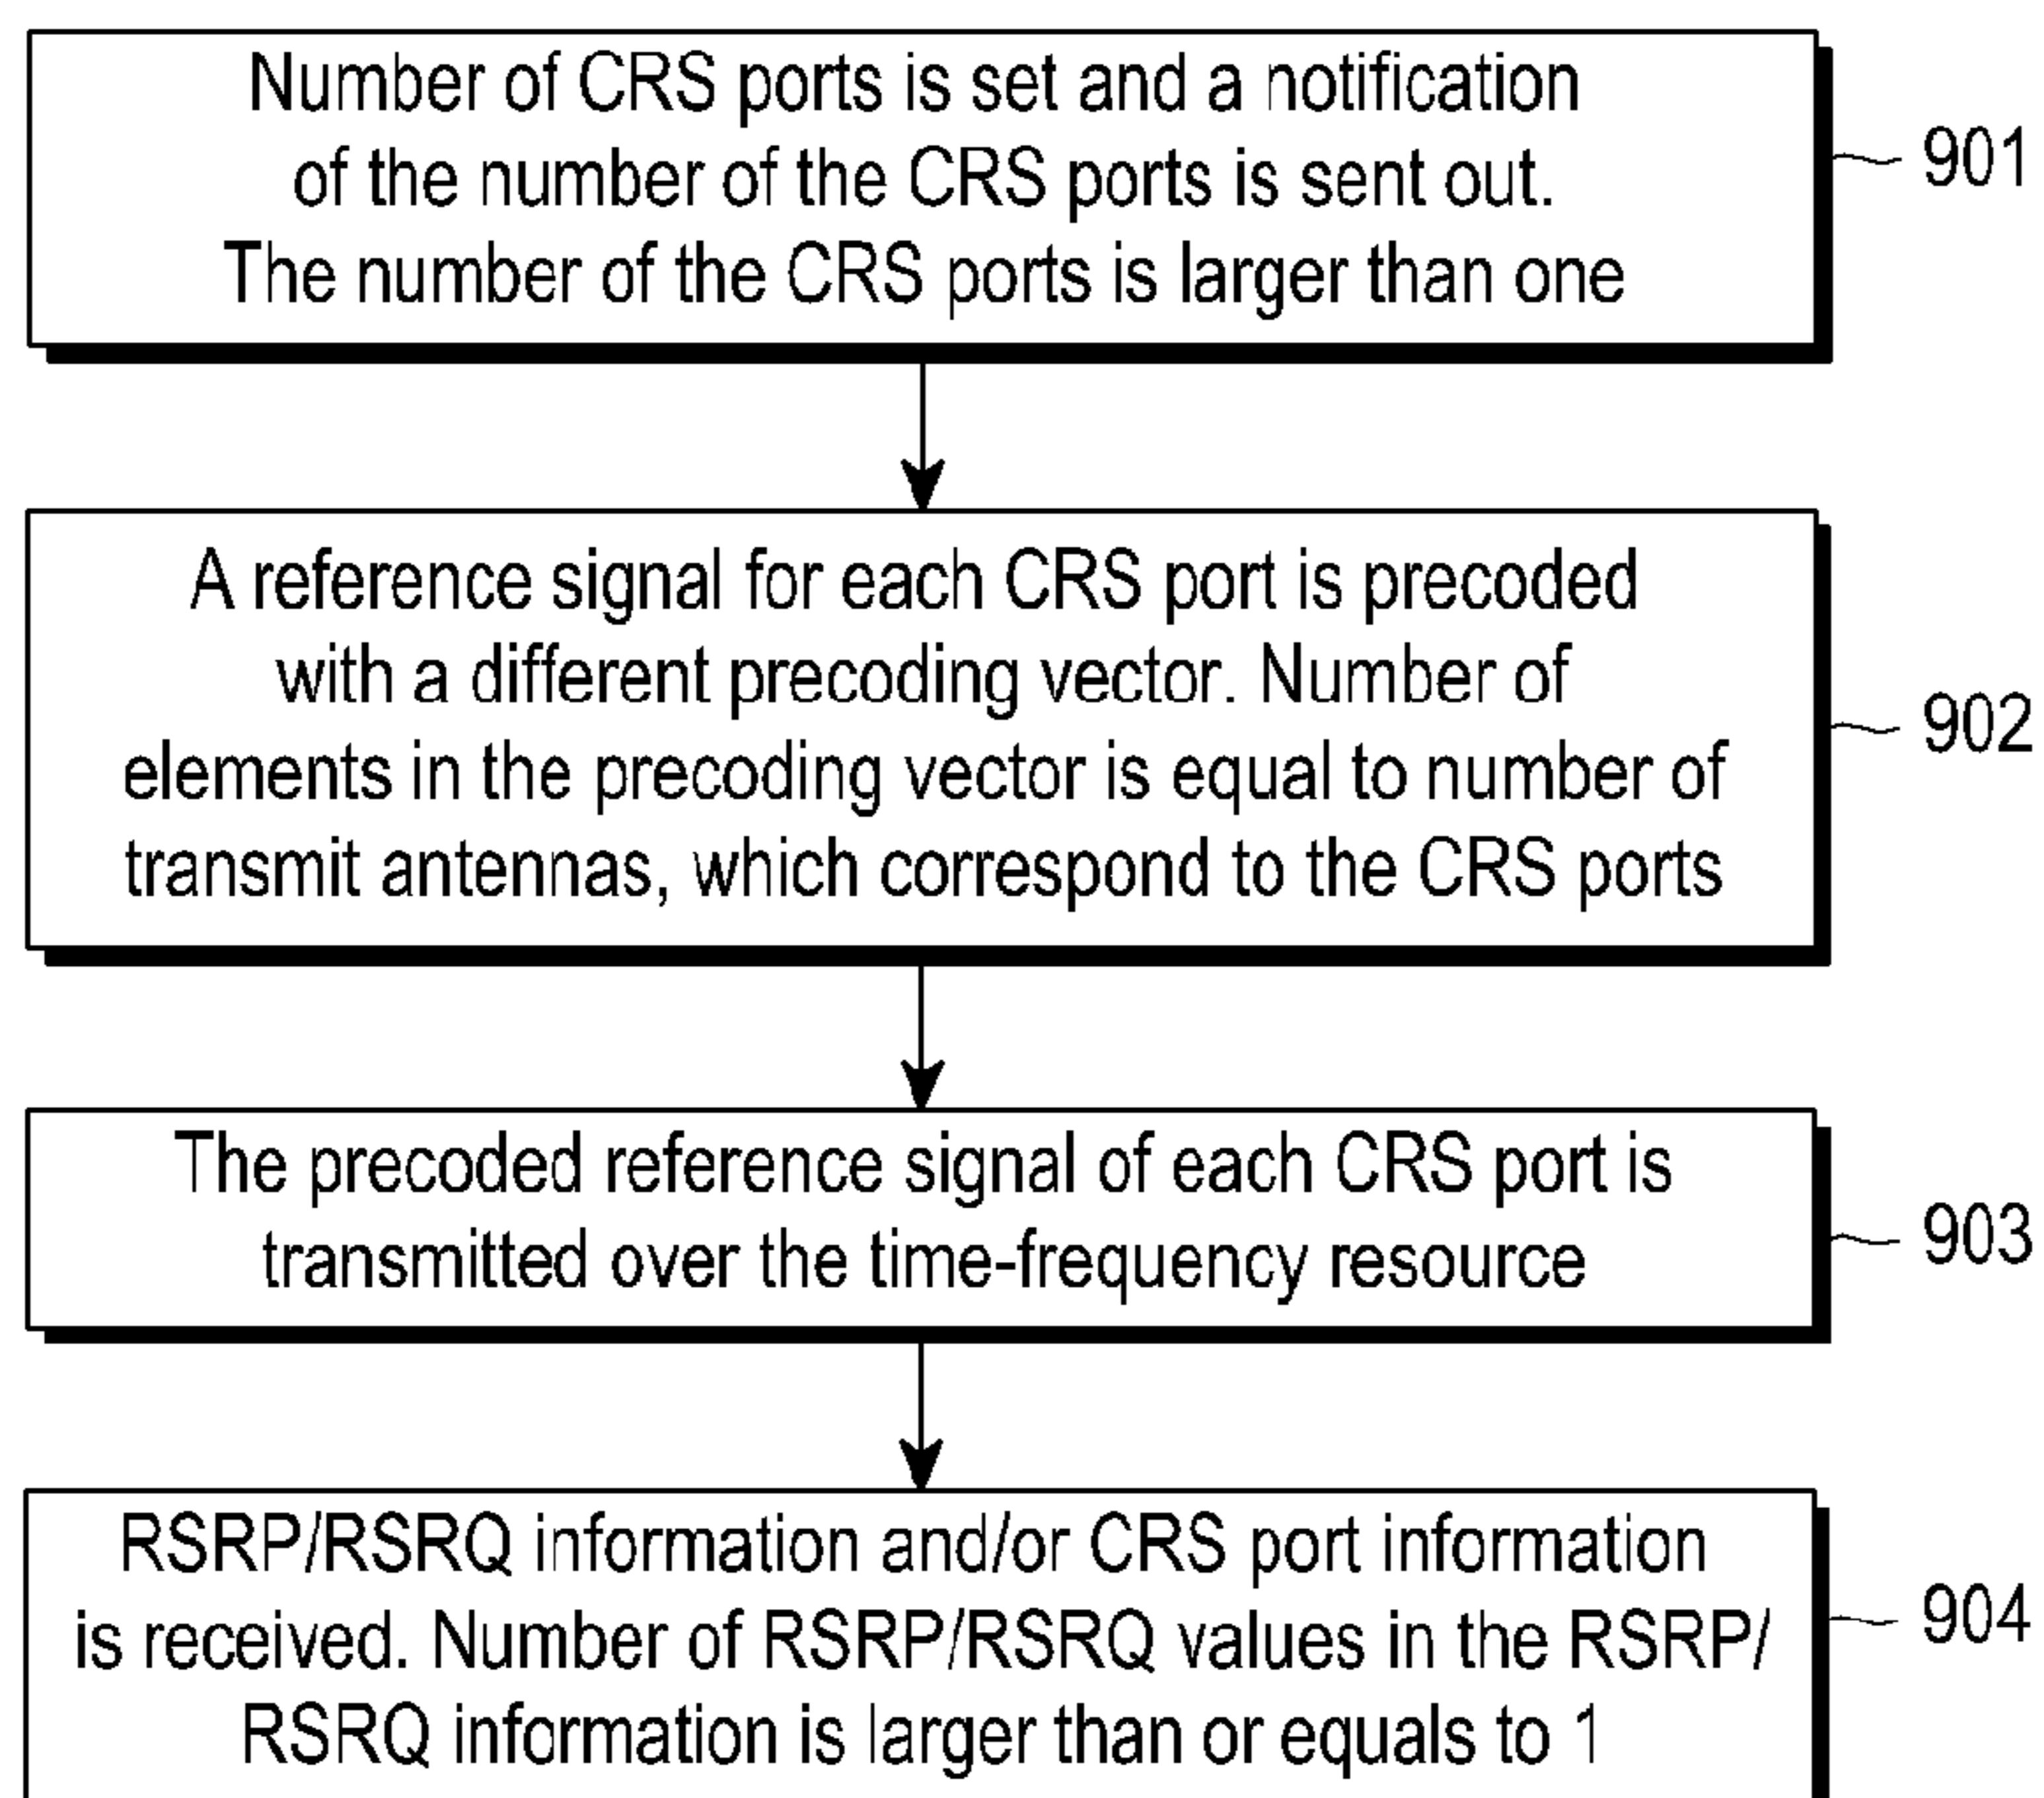 Number of CRS ports is set and a notification
of the number of the CRS ports is sent out.
The number of the CRS ports is larger than one
901
A reference signal for each CRS port is precoded
with a different precoding vector. Number of
elements in the precoding vector is equal to number of
transmit antennas, which correspond to the CRS ports
902
The precoded reference signal of each CRS port is
transmitted over the time-frequency resource
903
RSRP/RSRQ information and/or CRS port information
is received. Number of RSRP/RSRQ values in the RSRP/
RSRQ information is larger than or equals to 1
904